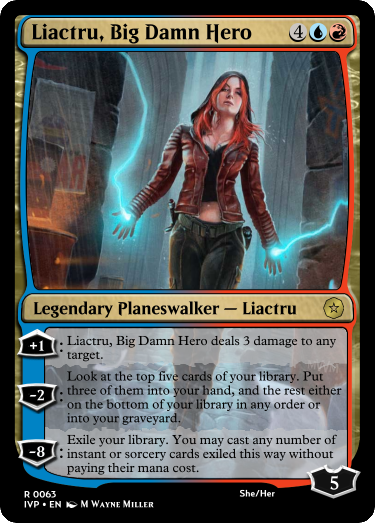 Liactru, Big Damn Hero 4
Legendary Planeswalker — Liactru
+1: Liactru, Big Damn Hero deals 3 damage to any
target.
Look at the top five cards of your library. Put
-2: three of them into your hand, and the rest either
on the bottom of your library in any order or
into your graveyard.
Exile your library. You may cast any number of
-8: instant or sorcery cards exiled this way without
paying their mana cost.
5
R 0063 She/Her
IVP • EN M Wayne Miller